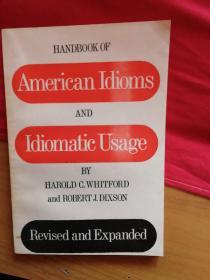 HANDBOOK OF
American Idioms
AND
Idiomatic Usage
BY
HAROLD C. WHITFORD
and ROBERT J. DIXSON
Revised and Expanded